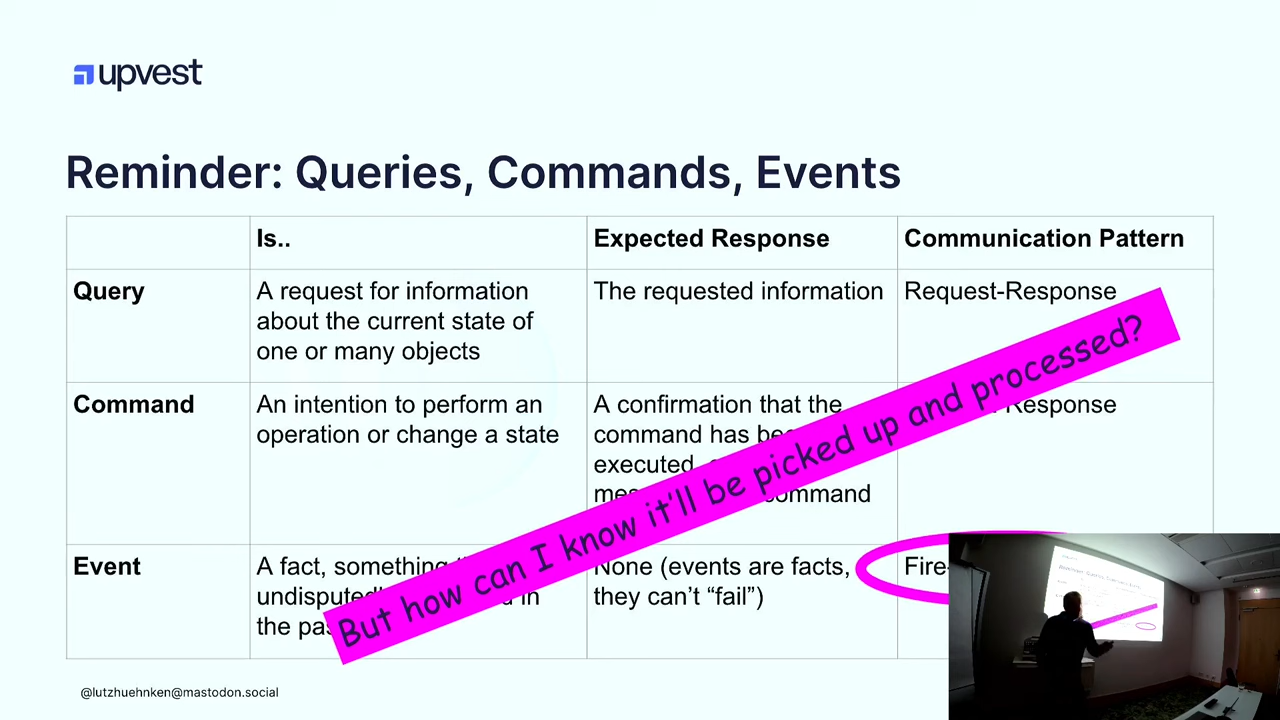 upvest
Reminder: Queries, Commands, Events
Is..
Expected Response
Communication Pattern
Query
A request for information
about the current state of
one or many objects
The requested information
Request-Response
Command
An intention to perform an
operation or change a state
A confirmation that the
command has
executed
command
Response
Event
A fact, something
undisputed
in
the
None (events are facts,
they can't “fail”)
Fire-
But how can I know it'll be picked up and processed?
@lutzhuehnken@mastodon.social